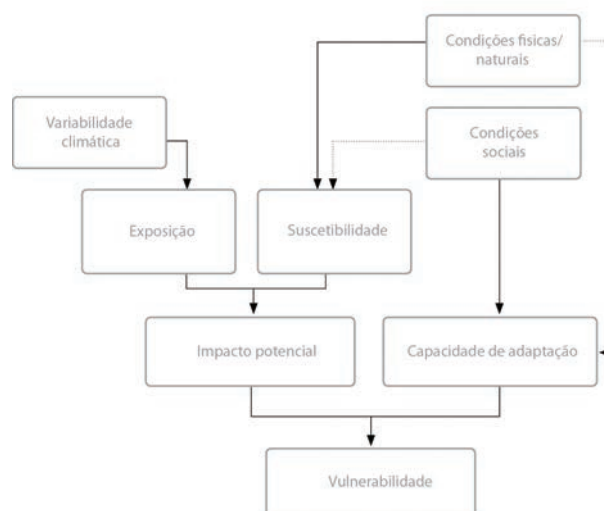 Condições fisicas/
naturais
Variabilidade
climática
Condições
sociais
Exposição
Suscetibilidade
Impacto potencial
Capacidade de adaptação
Vulnerabilidade